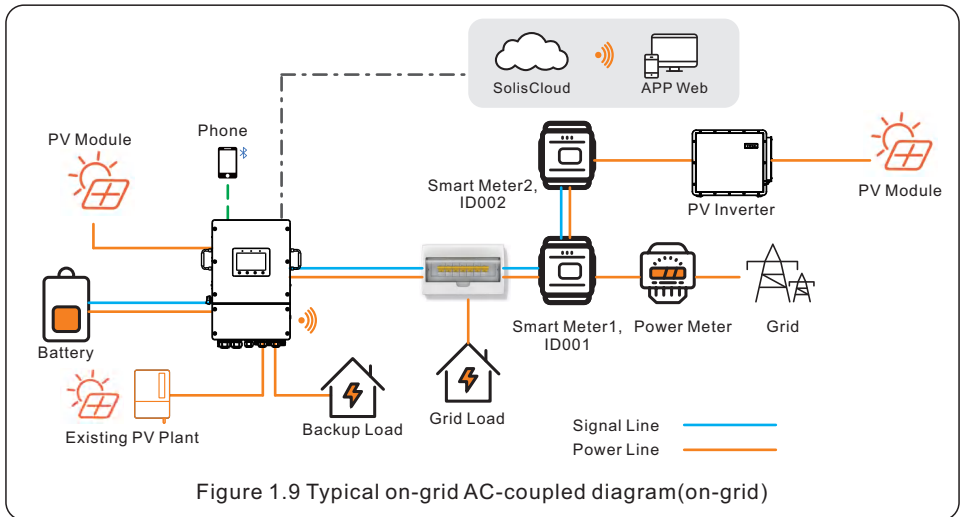 SolisCloud
APP Web
Phone
PV Module
Smart Meter2,
ID002
PV Inverter
PV Module
Battery
Smart Meter1,
ID001
Power Meter
Grid
Existing PV Plant
Backup Load
Grid Load
Signal Line
Power Line
Figure 1.9 Typical on-grid AC-coupled diagram(on-grid)